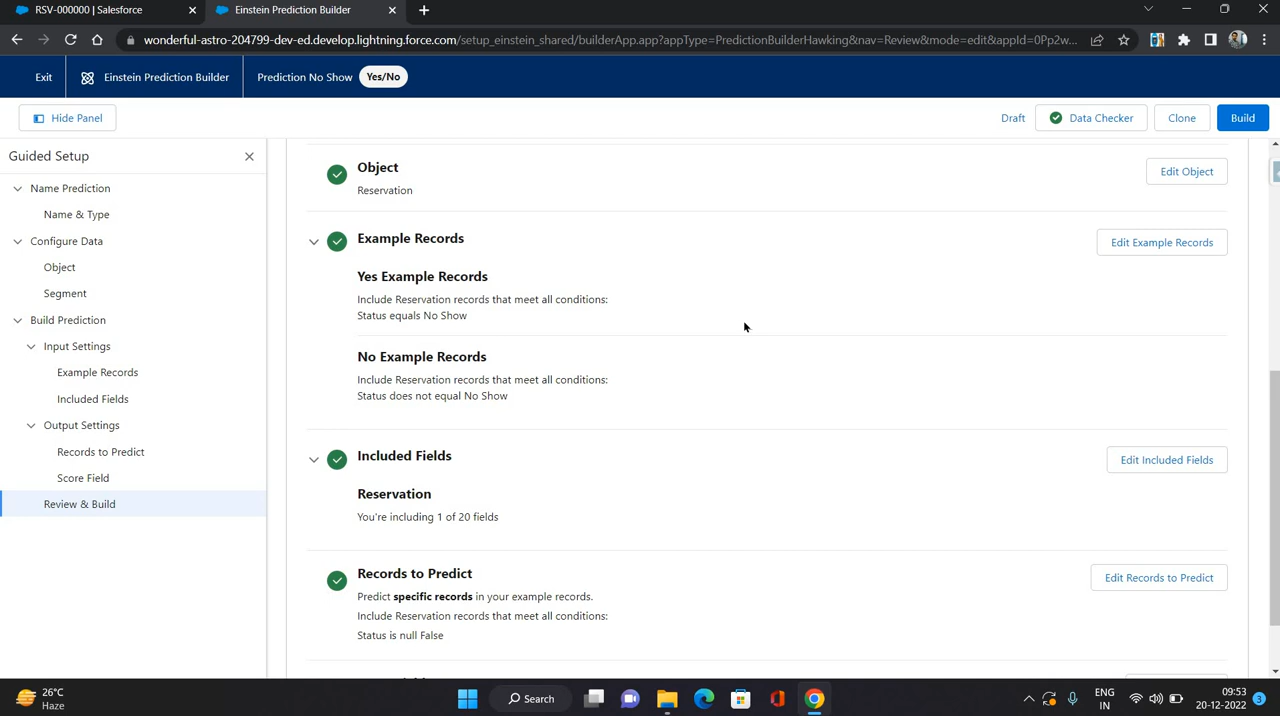 RSV-000000 | Salesforce
Einstein Prediction Builder
wonderful-astro-204799-dev-ed.develop.lightning.force.com/setup_einstein_shared/builderApp.app?appType=PredictionBuilderHawking&nav=Review&mode=edit&appId=0Pp2w...
Exit
Einstein Prediction Builder
Prediction No Show
Yes/No
Hide Panel
Draft
Data Checker
Clone
Build
Guided Setup
Name Prediction
Name & Type
Configure Data
Object
Segment
Build Prediction
Input Settings
Example Records
Included Fields
Output Settings
Records to Predict
Score Field
Review & Build
Object
Reservation
Edit Object
Example Records
Edit Example Records
Yes Example Records
Include Reservation records that meet all conditions:
Status equals No Show
No Example Records
Include Reservation records that meet all conditions:
Status does not equal No Show
Included Fields
Edit Included Fields
Reservation
You're including 1 of 20 fields
Records to Predict
Edit Records to Predict
Predict specific records in your example records.
Include Reservation records that meet all conditions:
Status is null False
26°C
Haze
Search
ENG
IN
09:53
20-12-2022
3